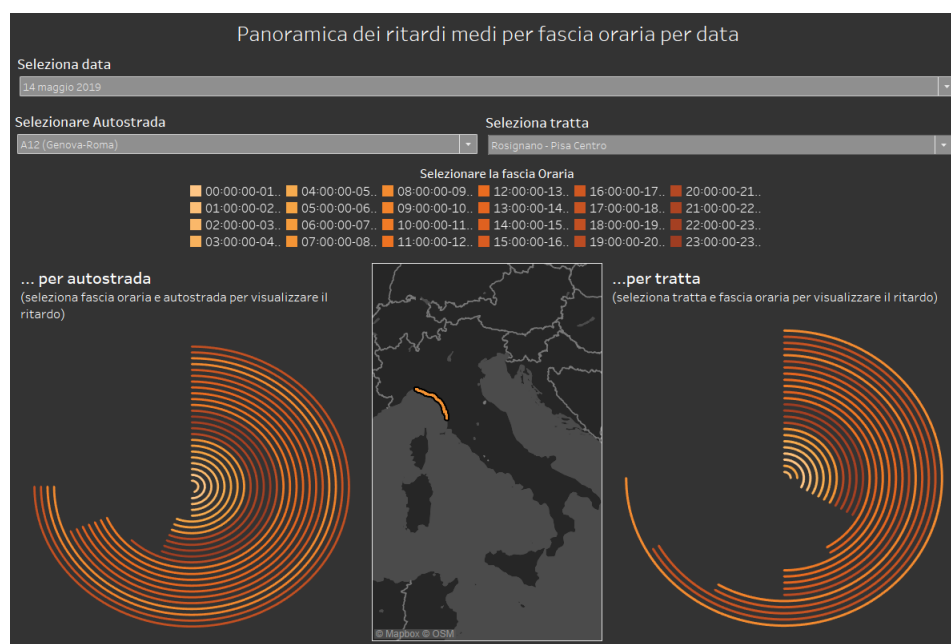 Panoramica dei ritardi medi per fascia oraria per data
Seleziona data
14 maggio 2019
Selezionare Autostrada
Seleziona tratta
A12 (Genova-Roma)
Rosignano - Pisa Centro
Selezionare la fascia Oraria
00:00:00-01.. 04:00:00-05.. 08:00:00-09.. 12:00:00-13.. 16:00:00-17.. 20:00:00-21..
01:00:00-02.. 05:00:00-06.. 09:00:00-10.. 13:00:00-14.. 17:00:00-18.. 21:00:00-22..
02:00:00-03.. 06:00:00-07.. 10:00:00-11.. 14:00:00-15.. 18:00:00-19.. 22:00:00-23..
03:00:00-04.. 07:00:00-08.. 11:00:00-12.. 15:00:00-16.. 19:00:00-20.. 23:00:00-23..
... per autostrada
(seleziona fascia oraria e autostrada per visualizzare il
ritardo)
...per tratta
(seleziona tratta e fascia oraria per visualizzare il ritardo)
© Mapbox © OSM